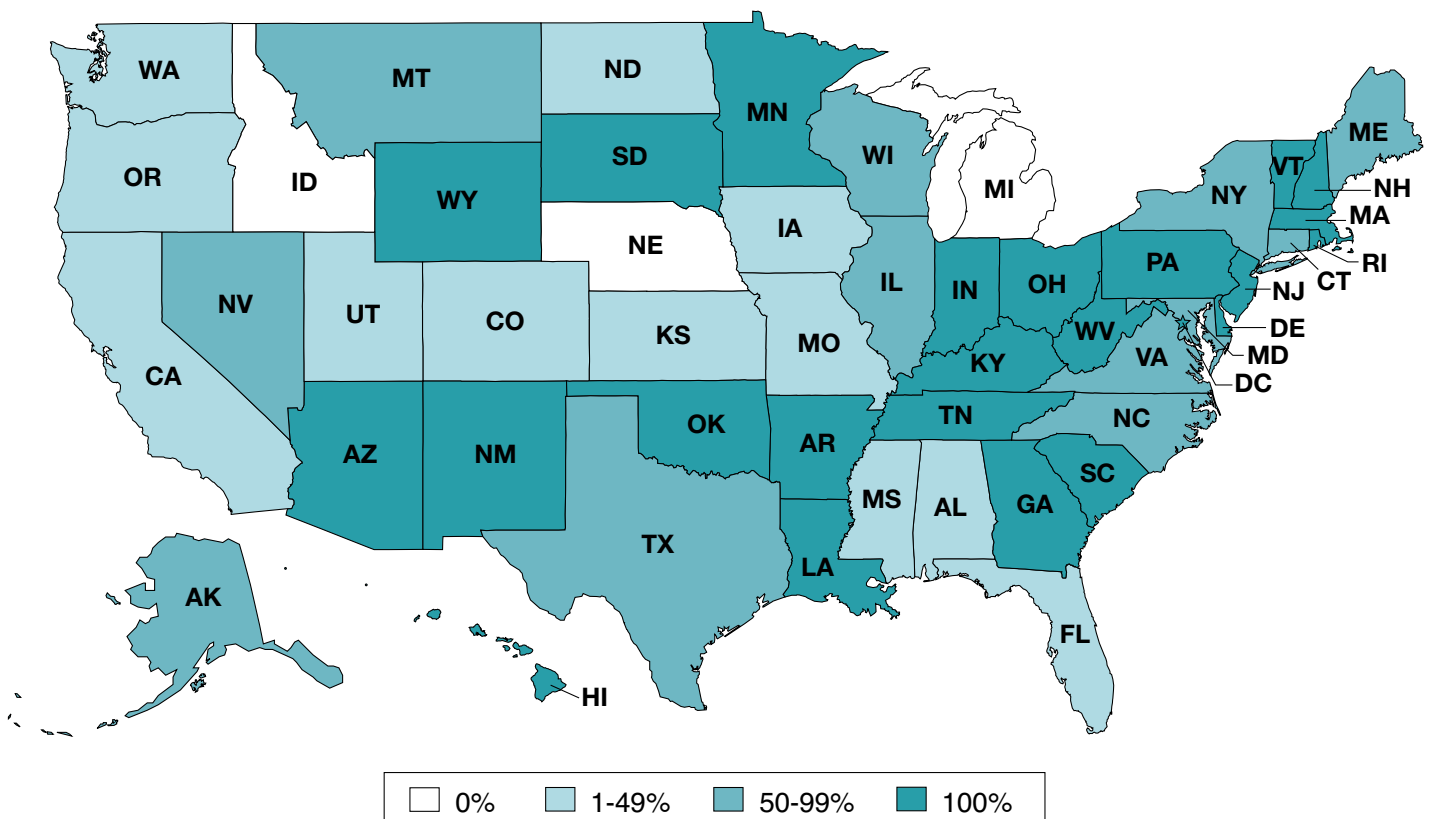 WA
MT
ND
MN
ME
WI
SD
VT
OR
ID
MI
NH
NY
WY
MA
IA
NE
PA
RI
CT
IL
IN
OH
NJ
NV
UT
CO
DE
WV
KS
MO
MD
VA
KY
CA
DC
TN
NC
OK
AZ
NM
AR
SC
MS
AL
GA
TX
LA
AK
FL
HI
0%
1-49%
50-99%
100%